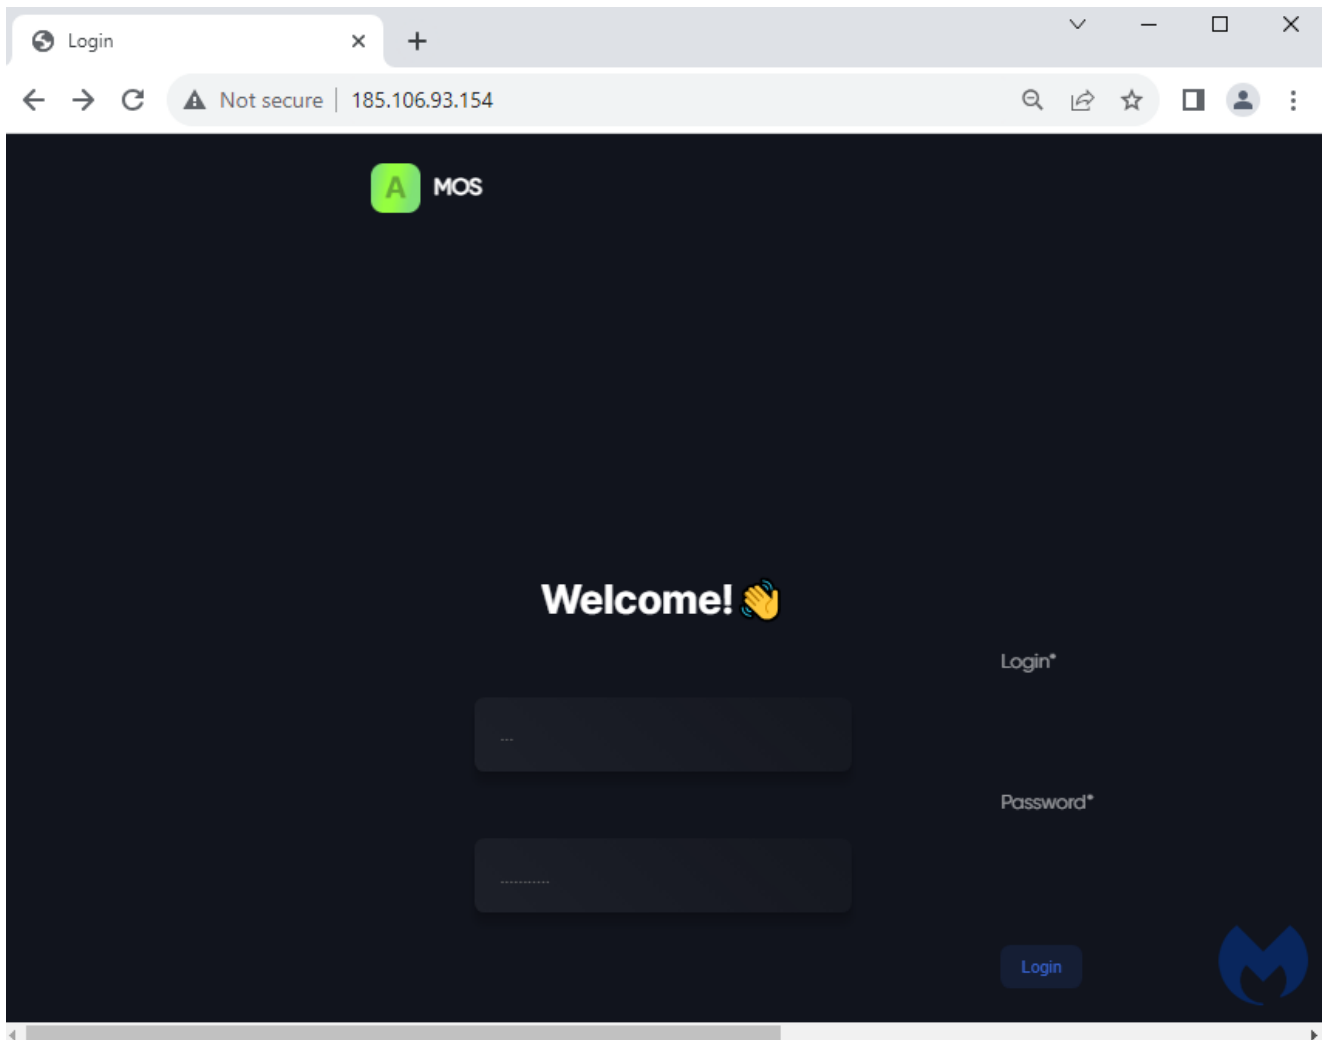 Login
Not secure 185.106.93.154
A MOS
Welcome! 👋
Login*
...
Password*
...........
Login